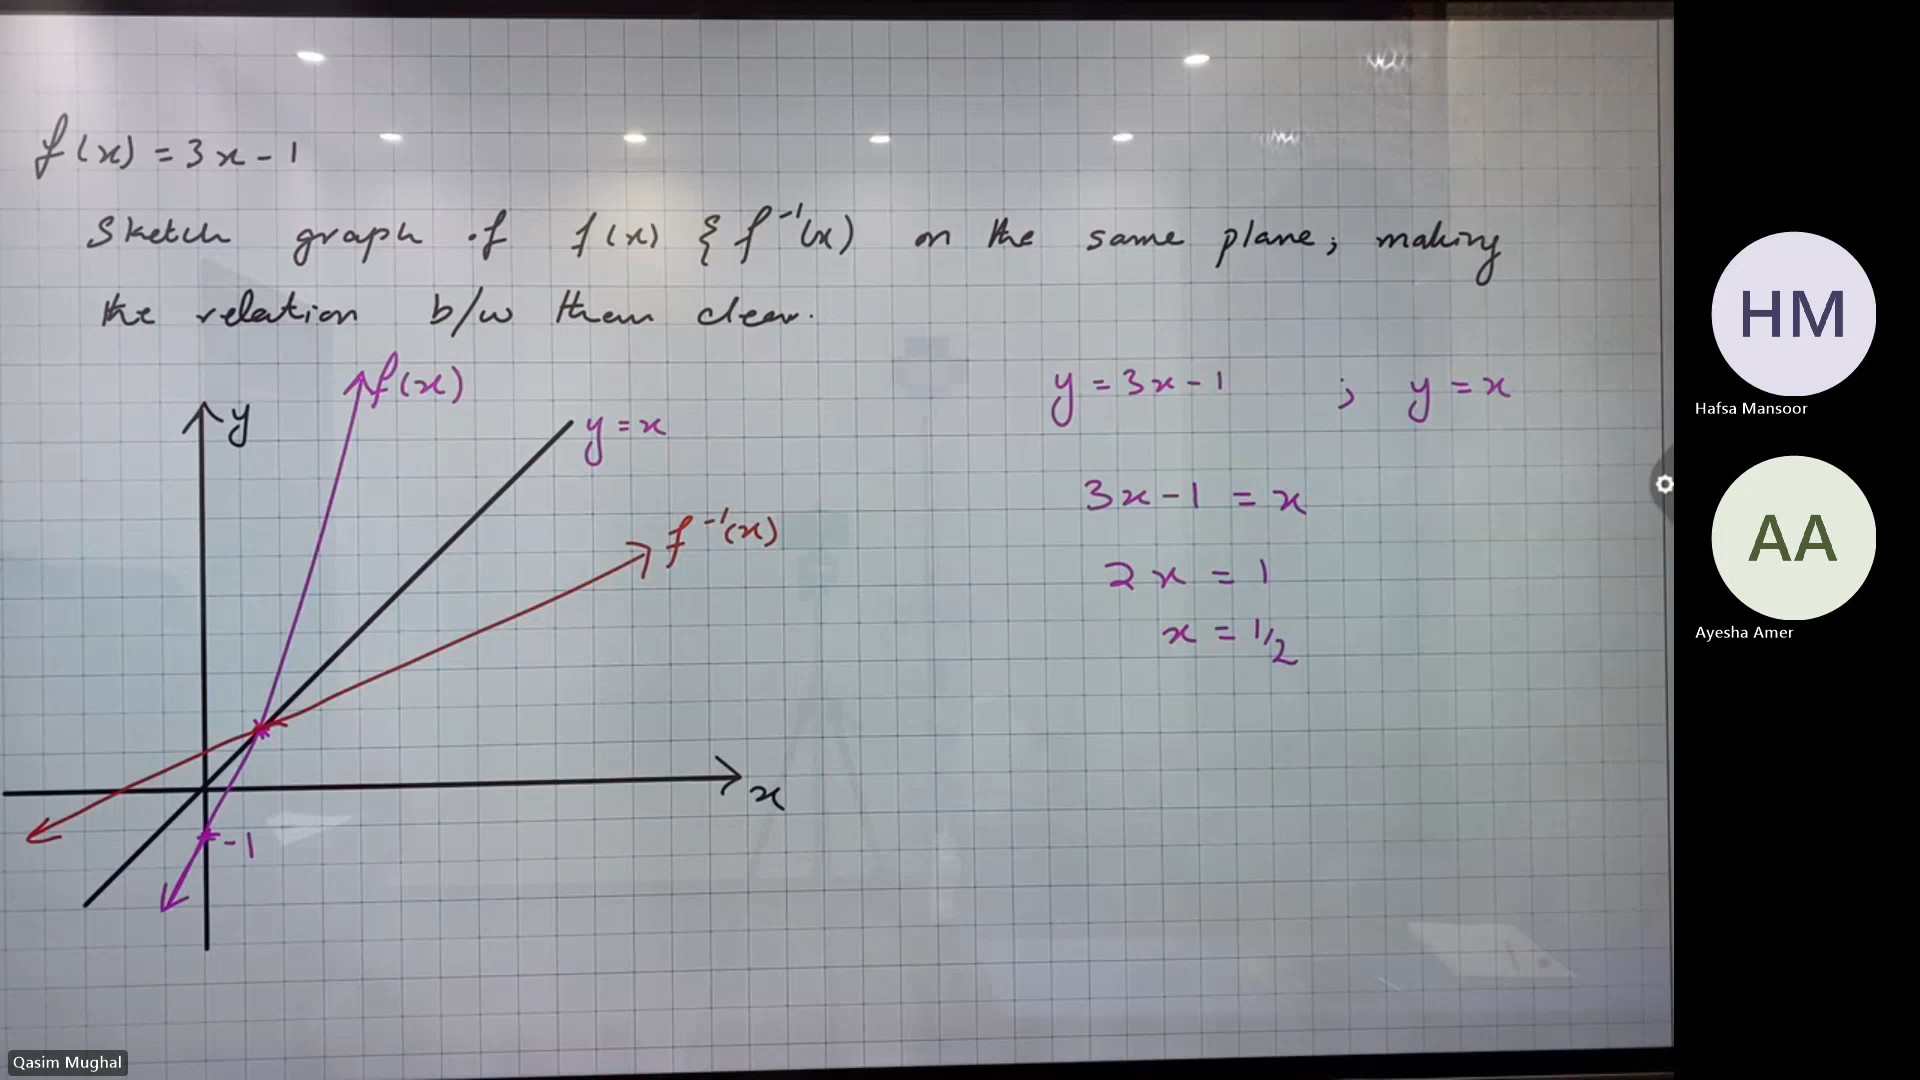 f(x) = 3x - 1
Sketch graph of f(x) & f⁻¹(x) on the same plane; making
the relation b/w them clear.
f(x)
y
y = x
f⁻¹(x)
x
-1
y = 3x - 1 ; y = x
3x - 1 = x
2x = 1
x = 1/2
HM
Hafsa Mansoor
AA
Ayesha Amer
Qasim Mughal